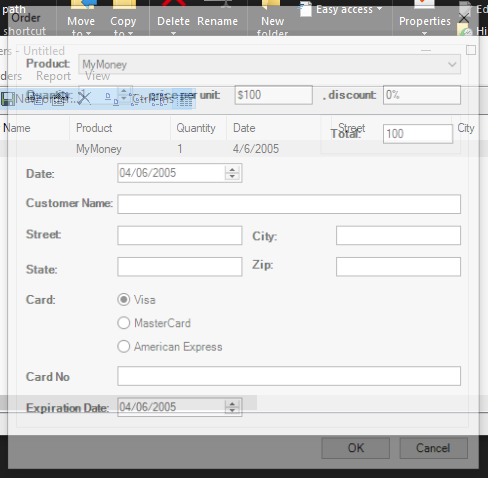 path Move Copy Delete Rename New Easy access Properties Ed
Order
shortcut to to folder Hi
ers - Untitled
Product: MyMoney
ders Report View
Quantity: price per unit: $100 , discount: 0%
Name Product Quantity Date Street City
Total: 100
MyMoney 1 4/6/2005
Date: 04/06/2005
Customer Name:
Street: City:
State: Zip:
Card: Visa
MasterCard
American Express
Card No
Expiration Date: 04/06/2005
OK Cancel